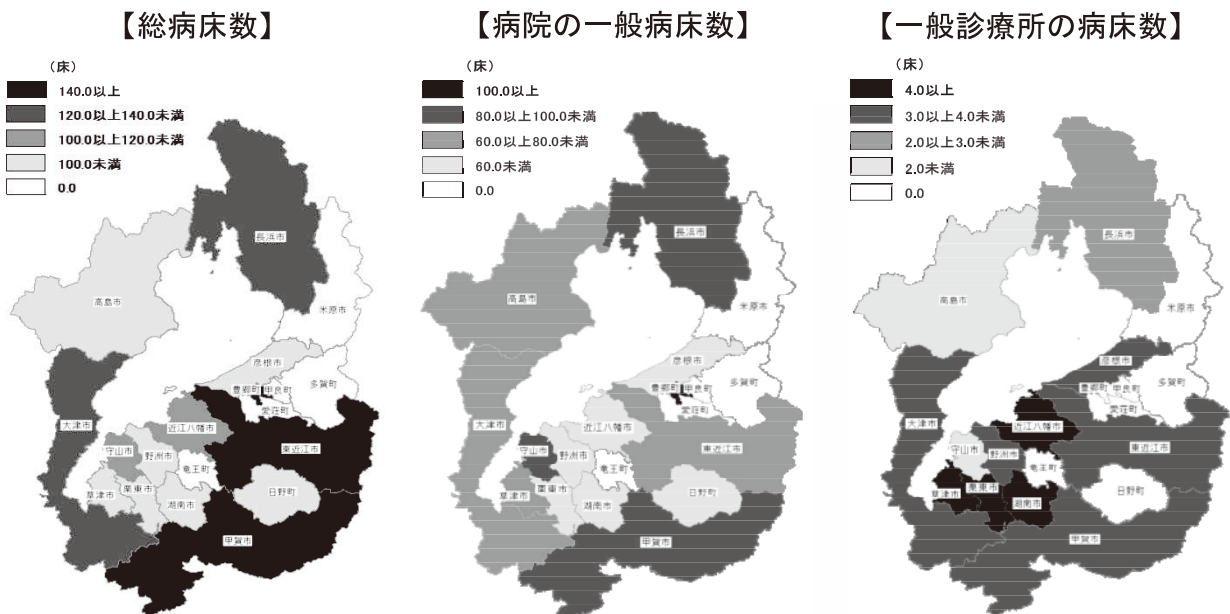 【総病床数】
(床)
140.0以上
120.0以上140.0未満
100.0以上120.0未満
100.0未満
0.0
長浜市
高島市
米原市
彦根市
多賀町
豊郷町
甲良町
愛荘町
大津市
近江八幡市
東近江市
守山市
野洲市
竜王町
草津市
栗東市
湖南市
日野町
甲賀市
【病院の一般病床数】
(床)
100.0以上
80.0以上100.0未満
60.0以上80.0未満
60.0未満
0.0
長浜市
高島市
米原市
彦根市
多賀町
豊郷町
甲良町
愛荘町
大津市
近江八幡市
東近江市
守山市
野洲市
竜王町
草津市
栗東市
湖南市
日野町
甲賀市
【一般診療所の病床数】
(床)
4.0以上
3.0以上4.0未満
2.0以上3.0未満
2.0未満
0.0
長浜市
高島市
米原市
彦根市
多賀町
豊郷町
甲良町
愛荘町
大津市
近江八幡市
東近江市
守山市
野洲市
竜王町
草津市
栗東市
湖南市
日野町
甲賀市